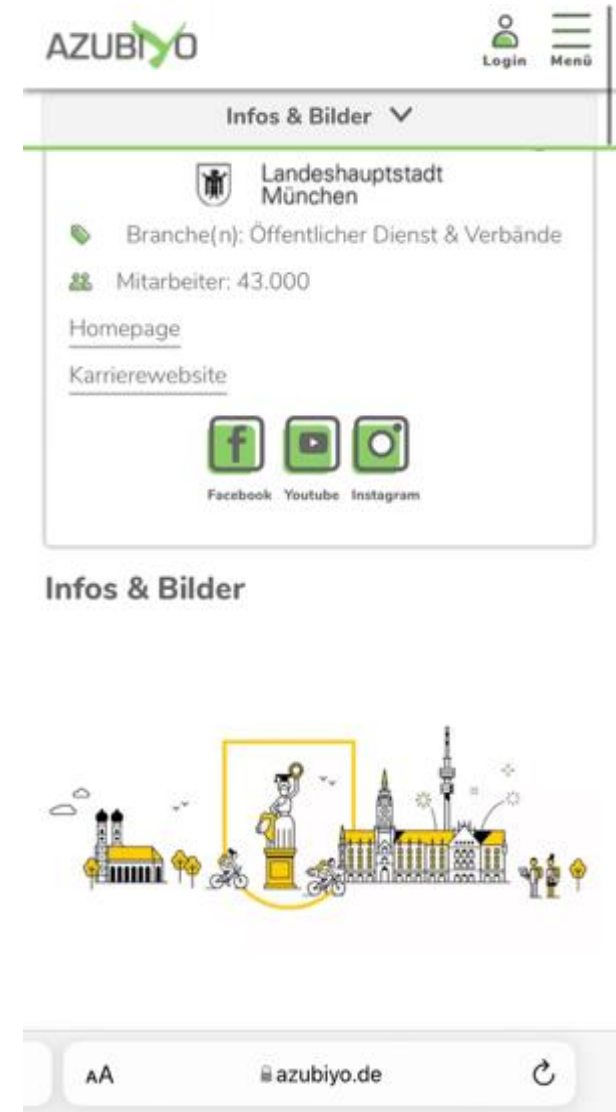 AZUBIYO
Login Menü
Infos & Bilder
Landeshauptstadt
München
Branche(n): Öffentlicher Dienst & Verbände
Mitarbeiter: 43.000
Homepage
Karrierewebsite
f
Facebook Youtube Instagram
Infos & Bilder
AA azubiyo.de